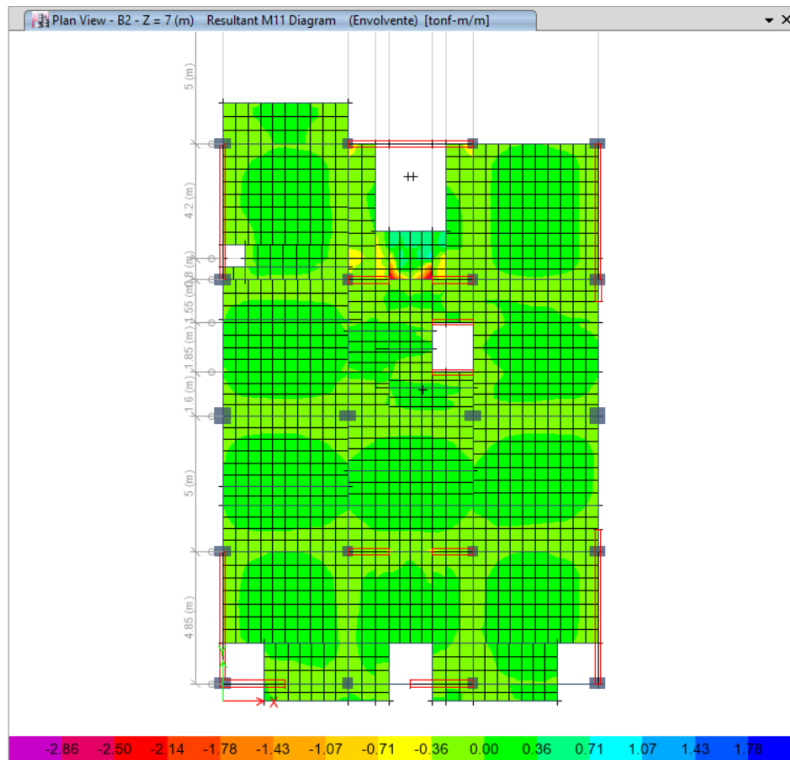 Plan View - B2 - Z = 7 (m) Resultant M11 Diagram (Envolvente) [tonf-m/m]
5 (m)
4.2 (m)
0.8 (m)
1.55 (m)
1.85 (m)
1.6 (m)
5 (m)
4.85 (m)
X
-2.86 -2.50 -2.14 -1.78 -1.43 -1.07 -0.71 -0.36 0.00 0.36 0.71 1.07 1.43 1.78